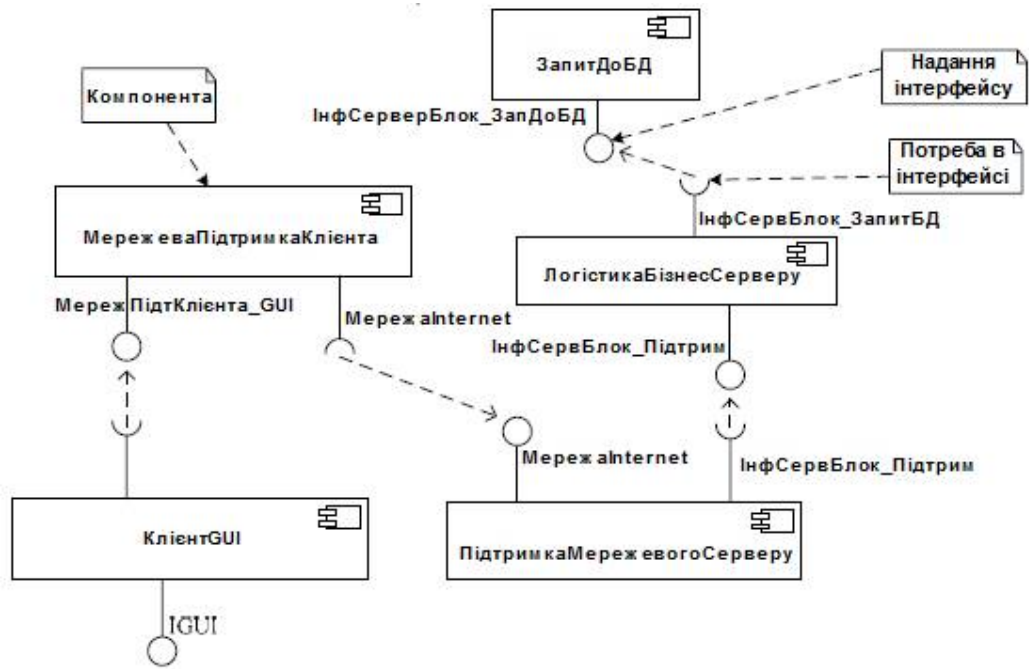 ЗапитДоБД
Надання
інтерфейсу
Компонента
ІнфСерверБлок_ЗапДоБД
Потреба в
інтерфейсі
ІнфСервБлок_ЗапитБД
МережеваПідтримкаКлієнта
ЛогістикаБізнесСерверу
МережПідтКлієнта_GUI
МережаInternet
ІнфСервБлок_Підтрим
МережаInternet
ІнфСервБлок_Підтрим
КлієнтGUI
ПідтримкаМережевогоСерверу
IGUI